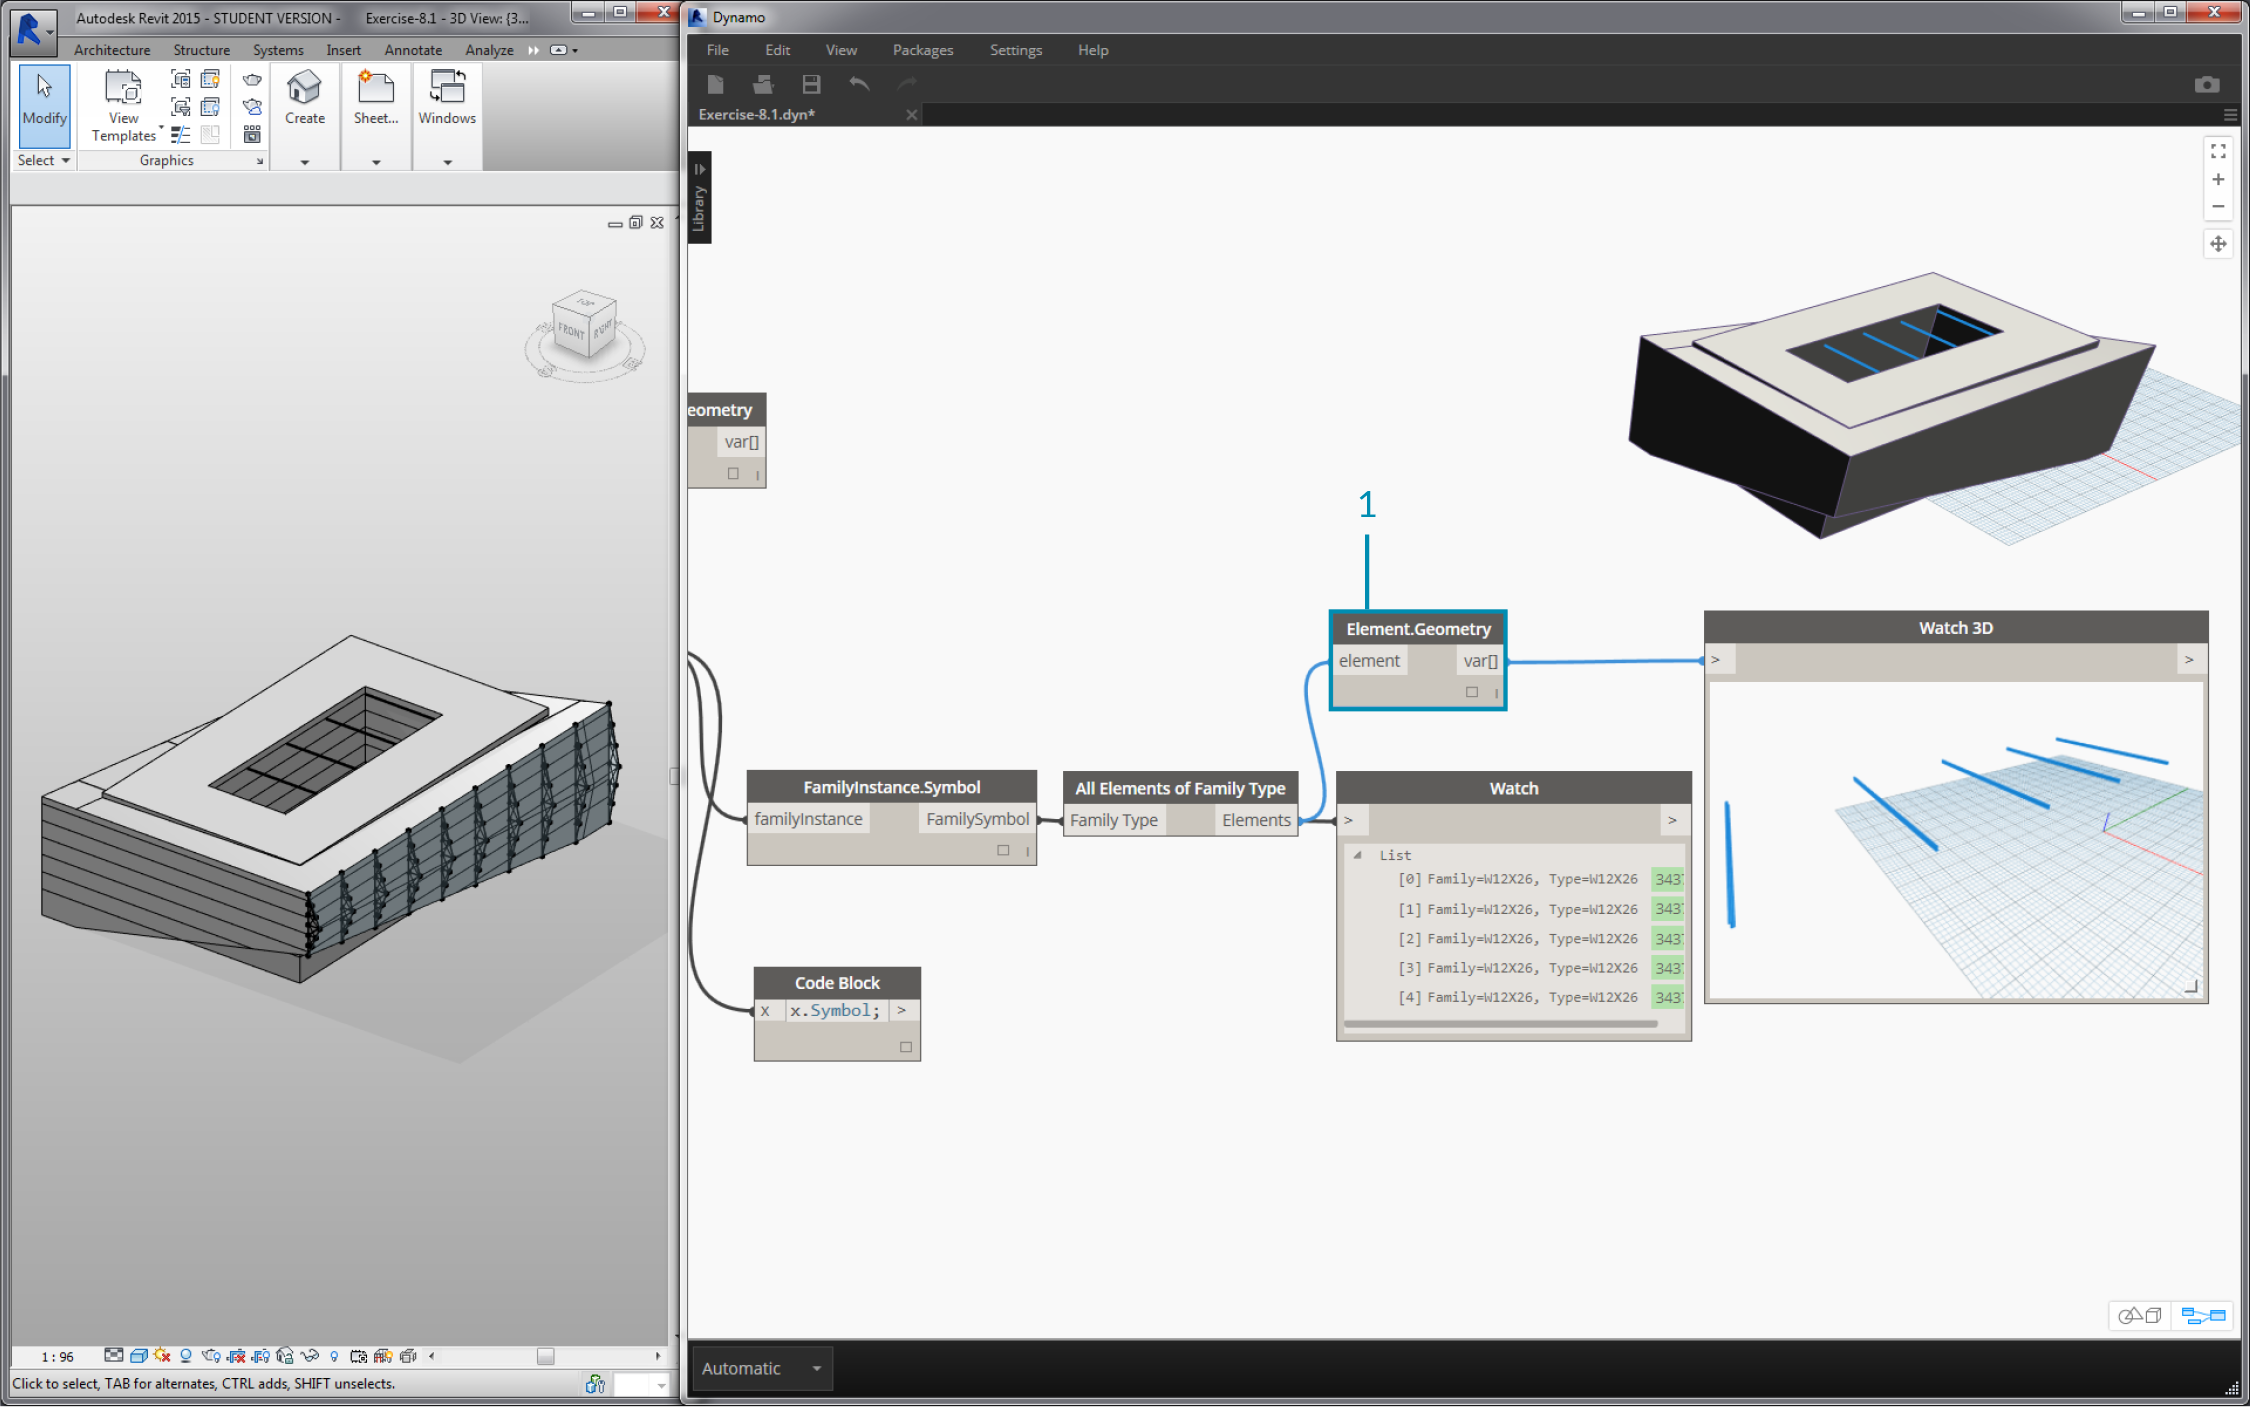 Autodesk Revit 2015 - STUDENT VERSION - Exercise-8.1 - 3D View: {3...
Architecture Structure Systems Insert Annotate Analyze
Modify
View Templates
Create
Sheet...
Windows
Select
Graphics
TOP
FRONT
RIGHT
1 : 96
Click to select, TAB for alternates, CTRL adds, SHIFT unselects.
Dynamo
File Edit View Packages Settings Help
Exercise-8.1.dyn*
Library
eometry
var[]
1
Element.Geometry
element var[]
Watch 3D
> >
FamilyInstance.Symbol
familyInstance FamilySymbol
All Elements of Family Type
Family Type Elements
Watch
> >
List
[0] Family=W12X26, Type=W12X26 343
[1] Family=W12X26, Type=W12X26 343
[2] Family=W12X26, Type=W12X26 343
[3] Family=W12X26, Type=W12X26 343
[4] Family=W12X26, Type=W12X26 343
Code Block
x x.Symbol; >
Automatic